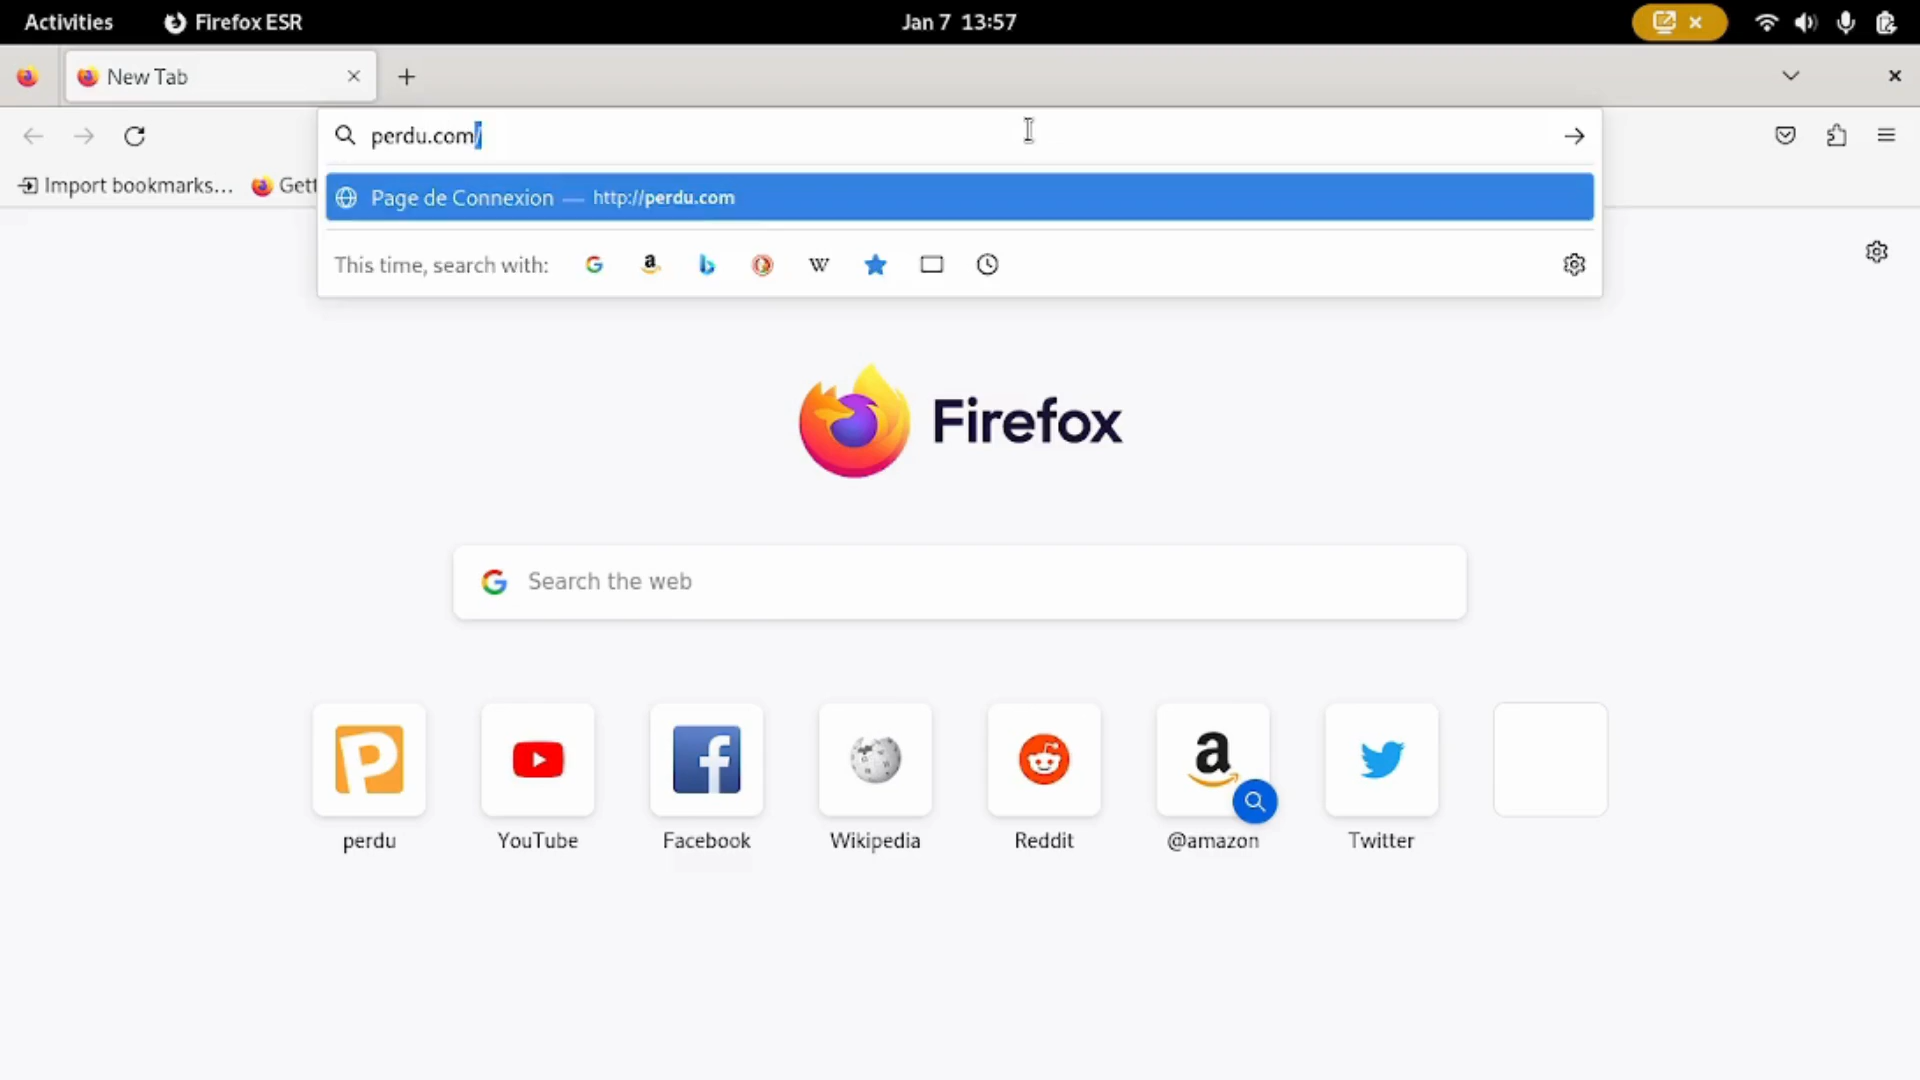 Activities Firefox ESR Jan 7 13:57
New Tab
perdu.com/
Import bookmarks... Gett
Page de Connexion — http://perdu.com
This time, search with:
Firefox
Search the web
perdu YouTube Facebook Wikipedia Reddit @amazon Twitter